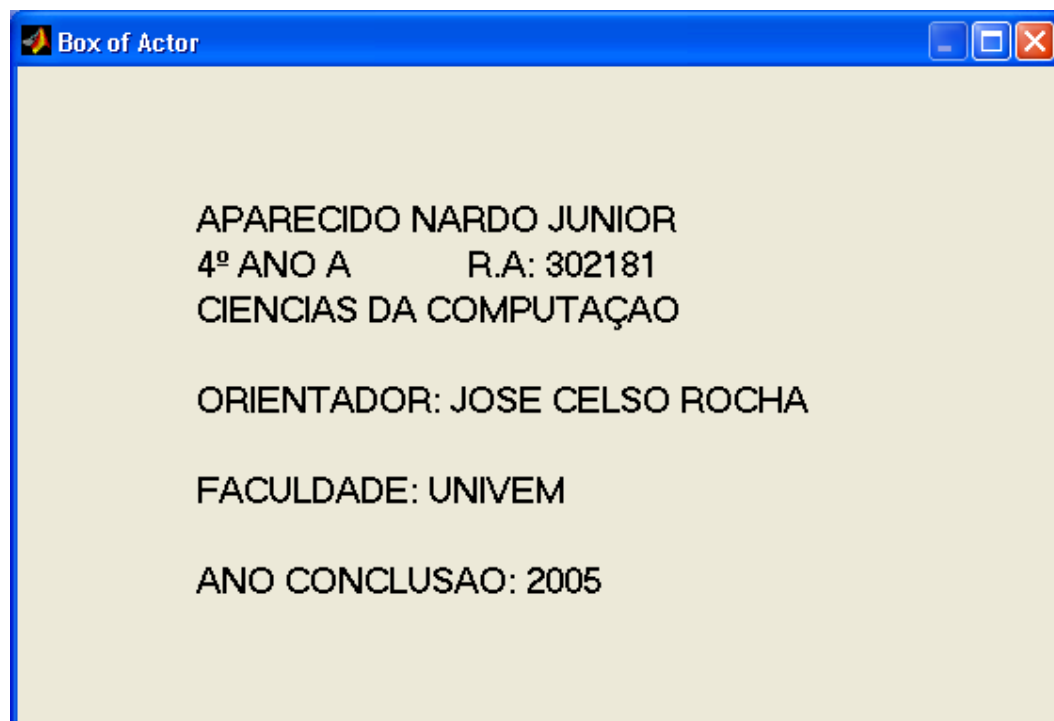 Box of Actor
APARECIDO NARDO JUNIOR
4º ANO A R.A: 302181
CIENCIAS DA COMPUTAÇAO
ORIENTADOR: JOSE CELSO ROCHA
FACULDADE: UNIVEM
ANO CONCLUSAO: 2005